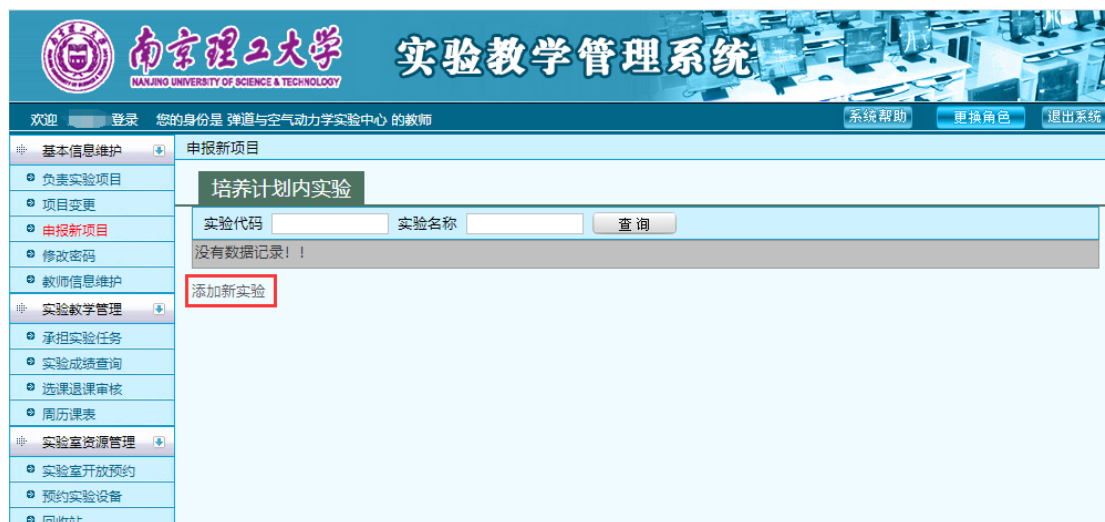 南京理工大学
NANJING UNIVERSITY OF SCIENCE & TECHNOLOGY
实验教学管理系统
欢迎 登录 您的身份是 弹道与空气动力学实验中心 的教师
系统帮助 更换角色 退出系统
基本信息维护
负责实验项目
项目变更
申报新项目
修改密码
教师信息维护
实验教学管理
承担实验任务
实验成绩查询
选课退课审核
周历课表
实验室资源管理
实验室开放预约
预约实验设备
回收站
申报新项目
培养计划内实验
实验代码 实验名称 查询
没有数据记录！！
添加新实验